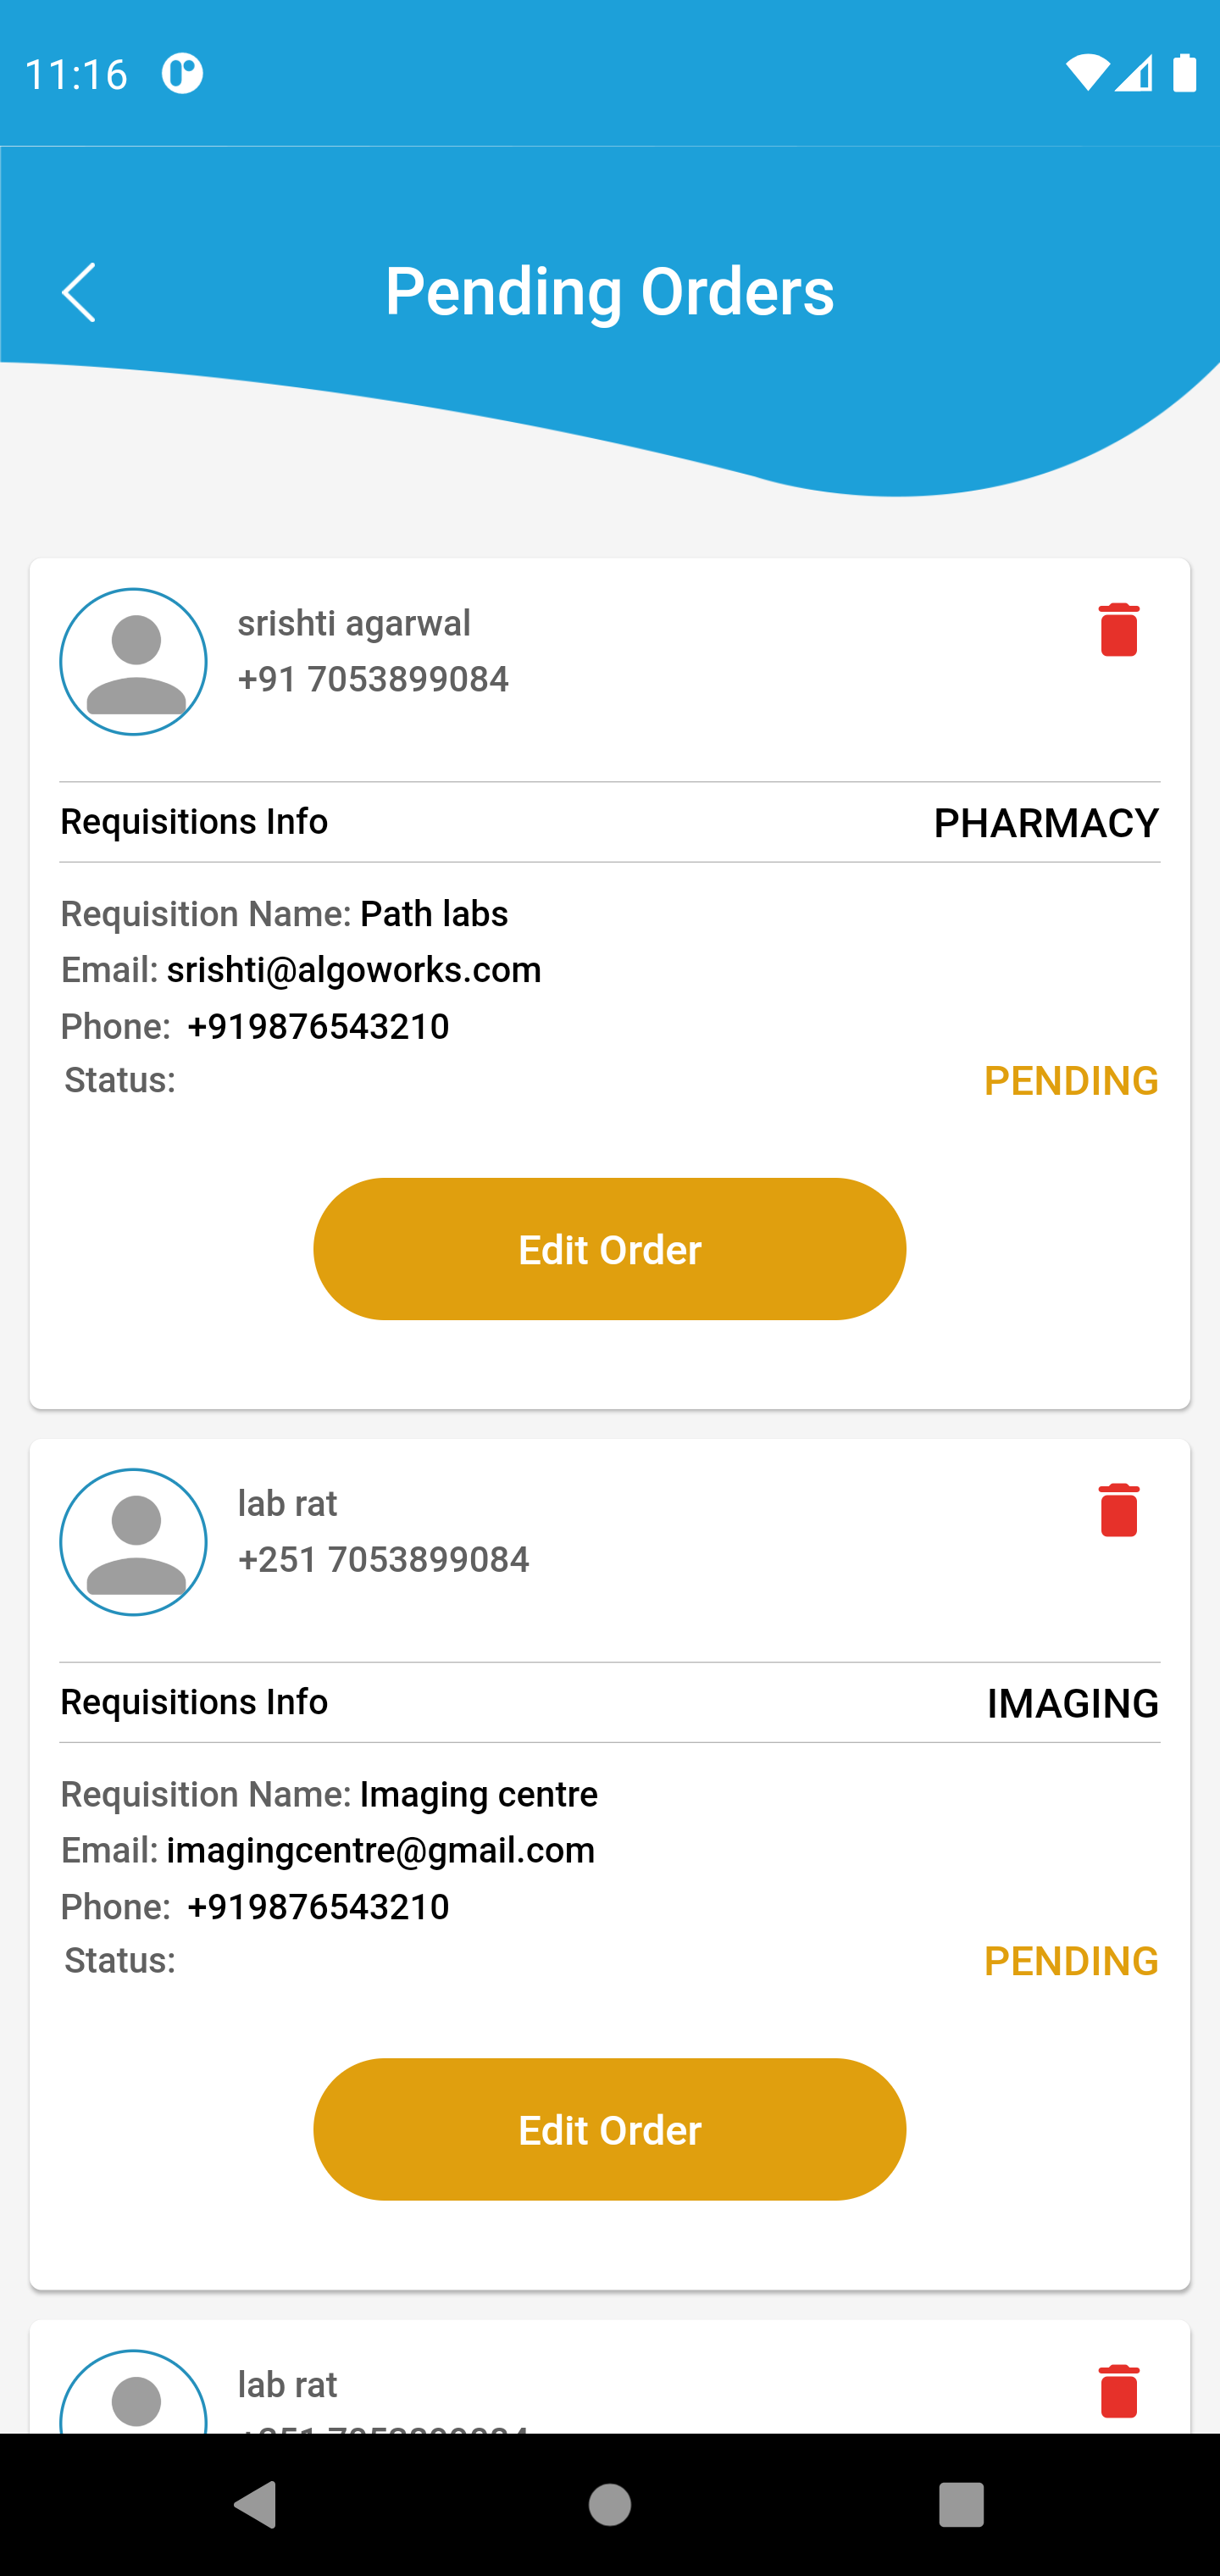 11:16
Pending Orders
srishti agarwal
+91 7053899084
Requisitions Info PHARMACY
Requisition Name: Path labs
Email: srishti@algoworks.com
Phone: +919876543210
Status: PENDING
Edit Order
lab rat
+251 7053899084
Requisitions Info IMAGING
Requisition Name: Imaging centre
Email: imagingcentre@gmail.com
Phone: +919876543210
Status: PENDING
Edit Order
lab rat